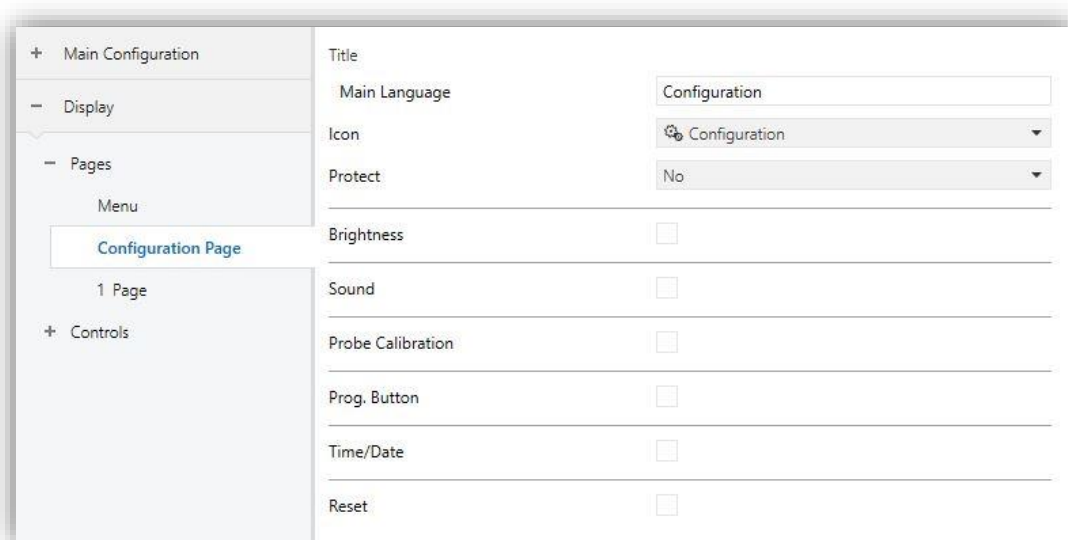 + Main Configuration
− Display
− Pages
Menu
Configuration Page
1 Page
+ Controls
Title
Main Language Configuration
Icon Configuration
Protect No
Brightness
Sound
Probe Calibration
Prog. Button
Time/Date
Reset